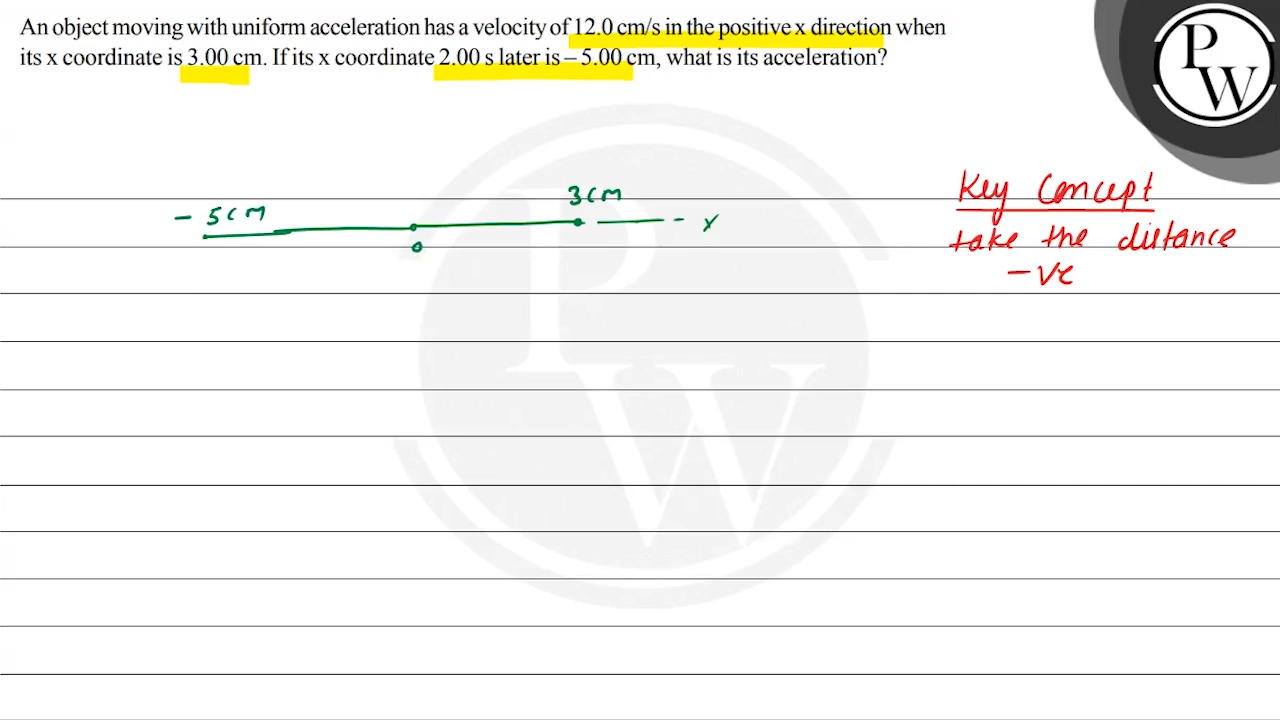 An object moving with uniform acceleration has a velocity of 12.0 cm/s in the positive x direction when
its x coordinate is 3.00 cm. If its x coordinate 2.00 s later is – 5.00 cm, what is its acceleration?
PW
Key Concept
take the distance
-ve
- 5cm
3cm
x
0
PW